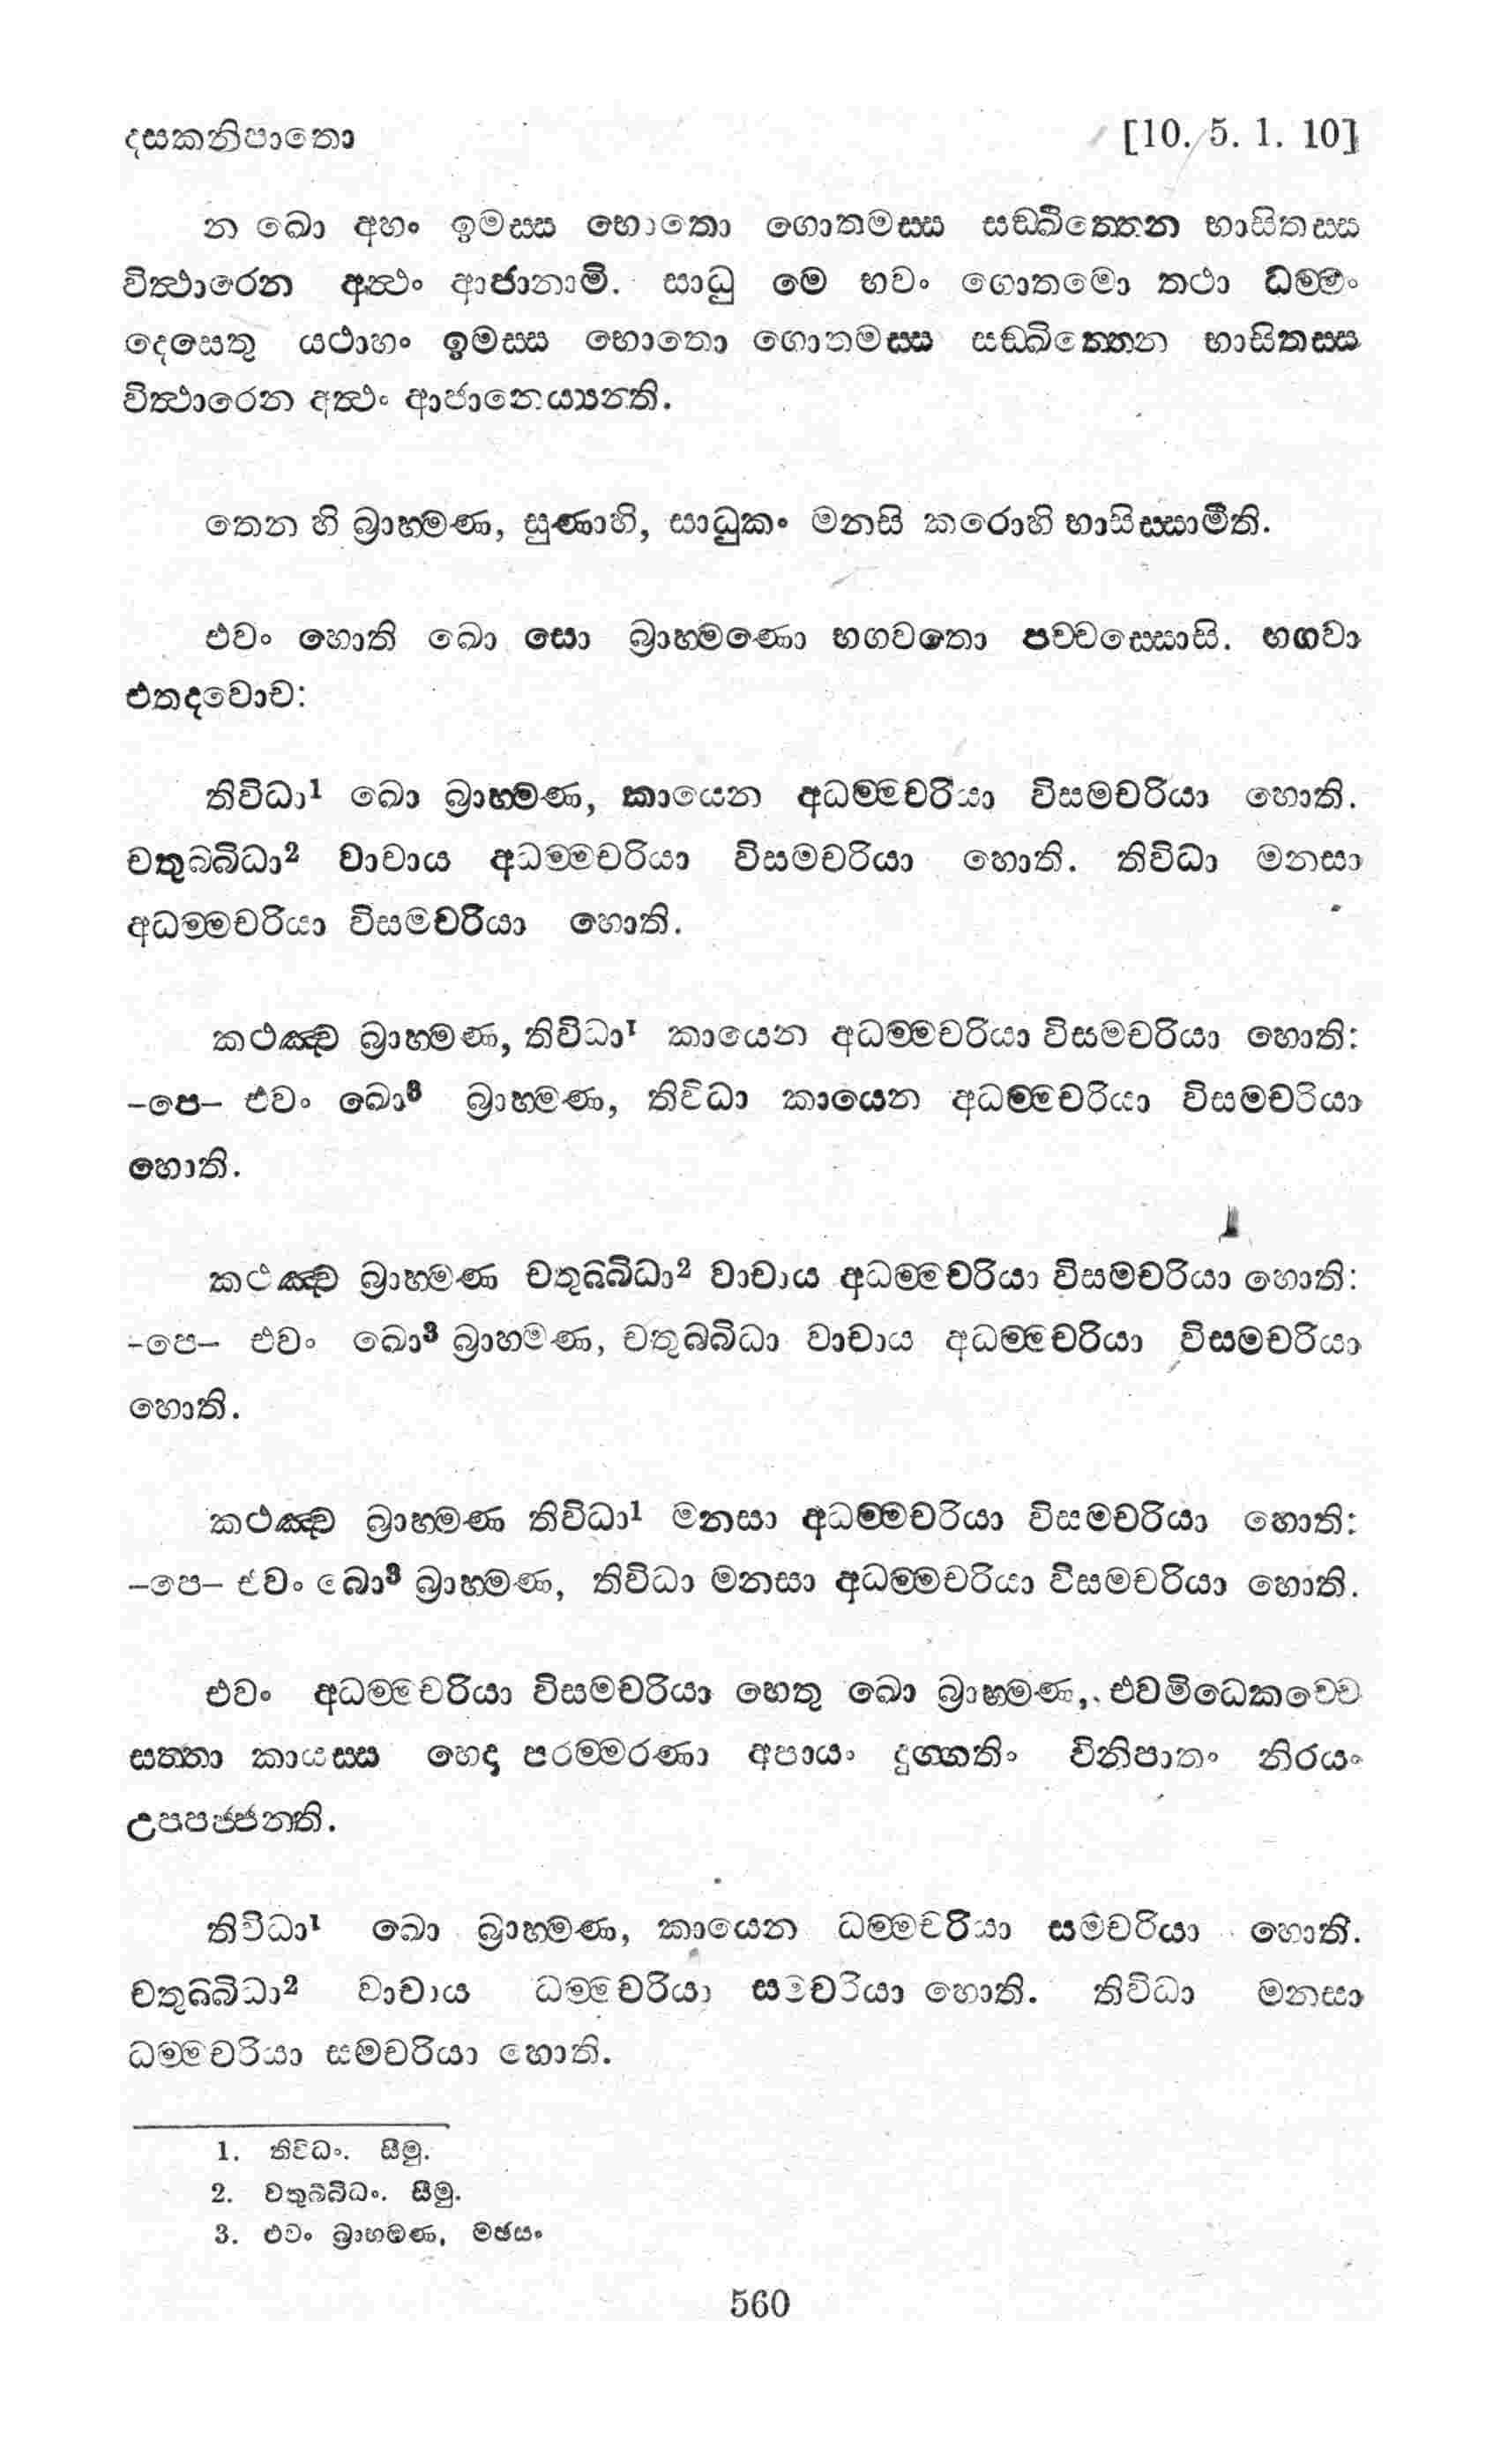 දසකනිපාතො [10. 5. 1. 10]
න ඛො අහං ඉමස්ස භොතො ගොතමස්ස සඞ්ඛිත්තෙන භාසිතස්ස
විත්ථාරෙන අත්ථං ආජානාමි. සාධු මෙ භවං ගොතමො තථා ධම්මං
දෙසෙතු යථාහං ඉමස්ස භොතො ගොතමස්ස සඞ්ඛිත්තෙන භාසිතස්ස
විත්ථාරෙන අත්ථං ආජානෙය්‍යන්ති.
තෙන හි බ්‍රාහ්මණ, සුණාහි, සාධුකං මනසි කරොහි භාසිස්සාමීති.
එවං හොති ඛො සො බ්‍රාහ්මණො භගවතො පච්චස්සොසි. භගවා
එතදවොච:
තිවිධා¹ ඛො බ්‍රාහ්මණ, කායෙන අධම්මචරියා විසමචරියා හොති.
චතුබ්බිධා² වාචාය අධම්මචරියා විසමචරියා හොති. තිවිධා මනසා
අධම්මචරියා විසමචරියා හොති.
කථඤ්ච බ්‍රාහ්මණ, තිවිධා¹ කායෙන අධම්මචරියා විසමචරියා හොති:
–පෙ– එවං ඛො³ බ්‍රාහ්මණ, තිවිධා කායෙන අධම්මචරියා විසමචරියා
හොති.
කථඤ්ච බ්‍රාහ්මණ චතුබ්බිධා² වාචාය අධම්මචරියා විසමචරියා හොති:
–පෙ– එවං ඛො³ බ්‍රාහ්මණ, චතුබ්බිධා වාචාය අධම්මචරියා විසමචරියා
හොති.
කථඤ්ච බ්‍රාහ්මණ තිවිධා¹ මනසා අධම්මචරියා විසමචරියා හොති:
–පෙ– එවං ඛො³ බ්‍රාහ්මණ, තිවිධා මනසා අධම්මචරියා විසමචරියා හොති.
එවං අධම්මචරියා විසමචරියා හෙතු ඛො බ්‍රාහ්මණ, එවමිධෙකච්චෙ
සත්තා කායස්ස භෙදා පරම්මරණා අපායං දුග්ගතිං විනිපාතං නිරයං
උපපජ්ජන්ති.
තිවිධා¹ ඛො බ්‍රාහ්මණ, කායෙන ධම්මචරියා සමචරියා හොති.
චතුබ්බිධා² වාචාය ධම්මචරියා සමචරියා හොති. තිවිධා මනසා
ධම්මචරියා සමචරියා හොති.
1. තිවිධං. සීමු.
2. චතුබ්බිධං. සීමු.
3. එවං බ්‍රාහ්මණ, මඡසං
560